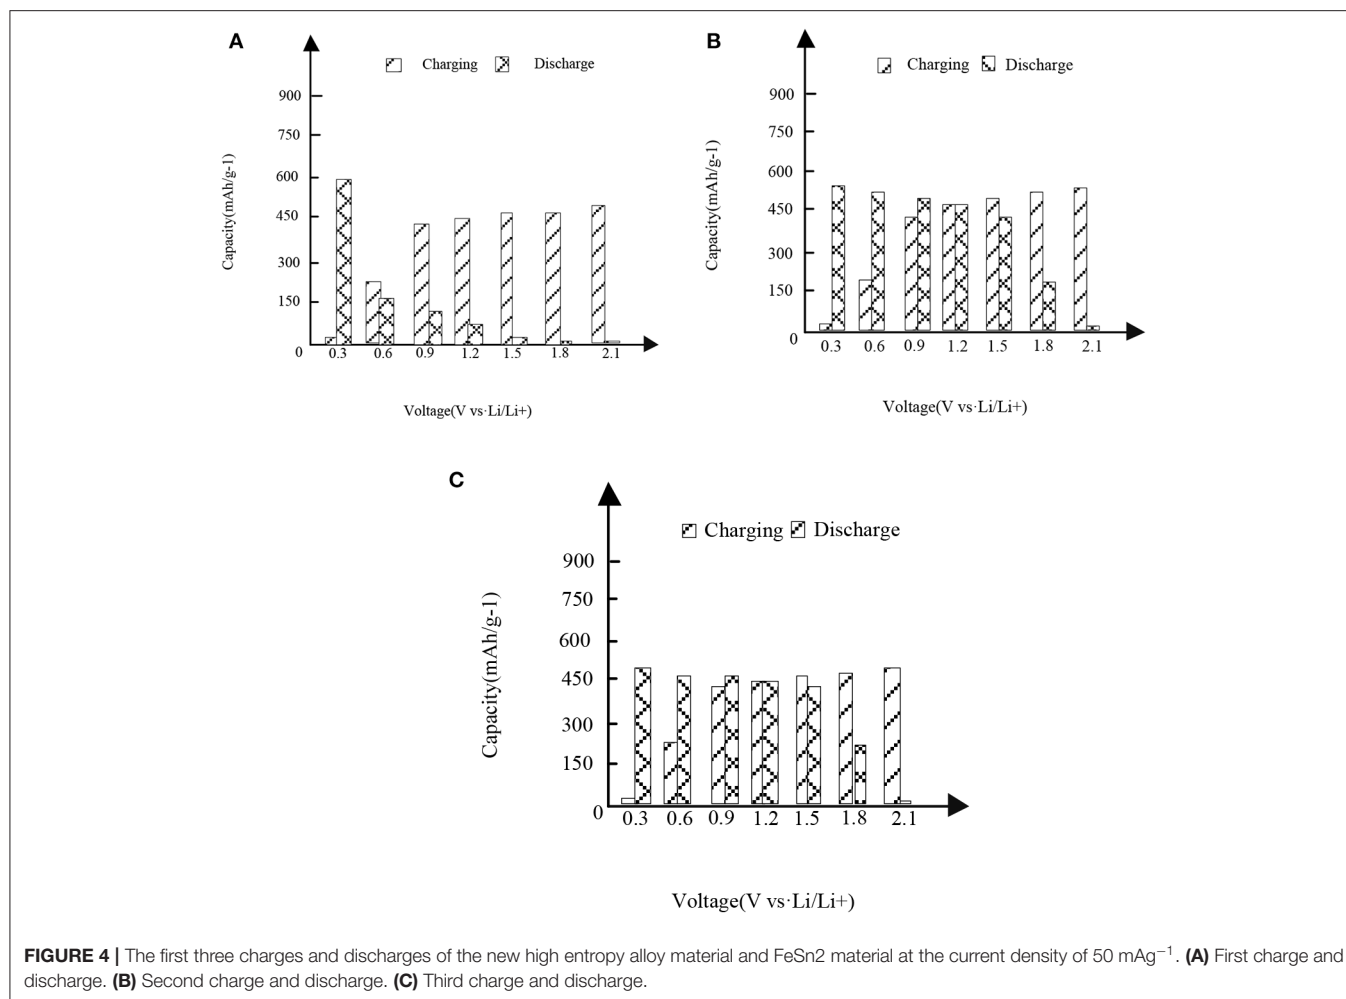 A
Charging Discharge
900
750
600
450
300
150
0
0.3 0.6 0.9 1.2 1.5 1.8 2.1
Capacity(mAh/g-1)
Voltage(V vs·Li/Li+)
B
Charging Discharge
900
750
600
450
300
150
0
0.3 0.6 0.9 1.2 1.5 1.8 2.1
Capacity(mAh/g-1)
Voltage(V vs·Li/Li+)
C
Charging Discharge
900
750
600
450
300
150
0
0.3 0.6 0.9 1.2 1.5 1.8 2.1
Capacity(mAh/g-1)
Voltage(V vs·Li/Li+)
FIGURE 4 | The first three charges and discharges of the new high entropy alloy material and FeSn2 material at the current density of 50 mAg⁻¹. (A) First charge and
discharge. (B) Second charge and discharge. (C) Third charge and discharge.